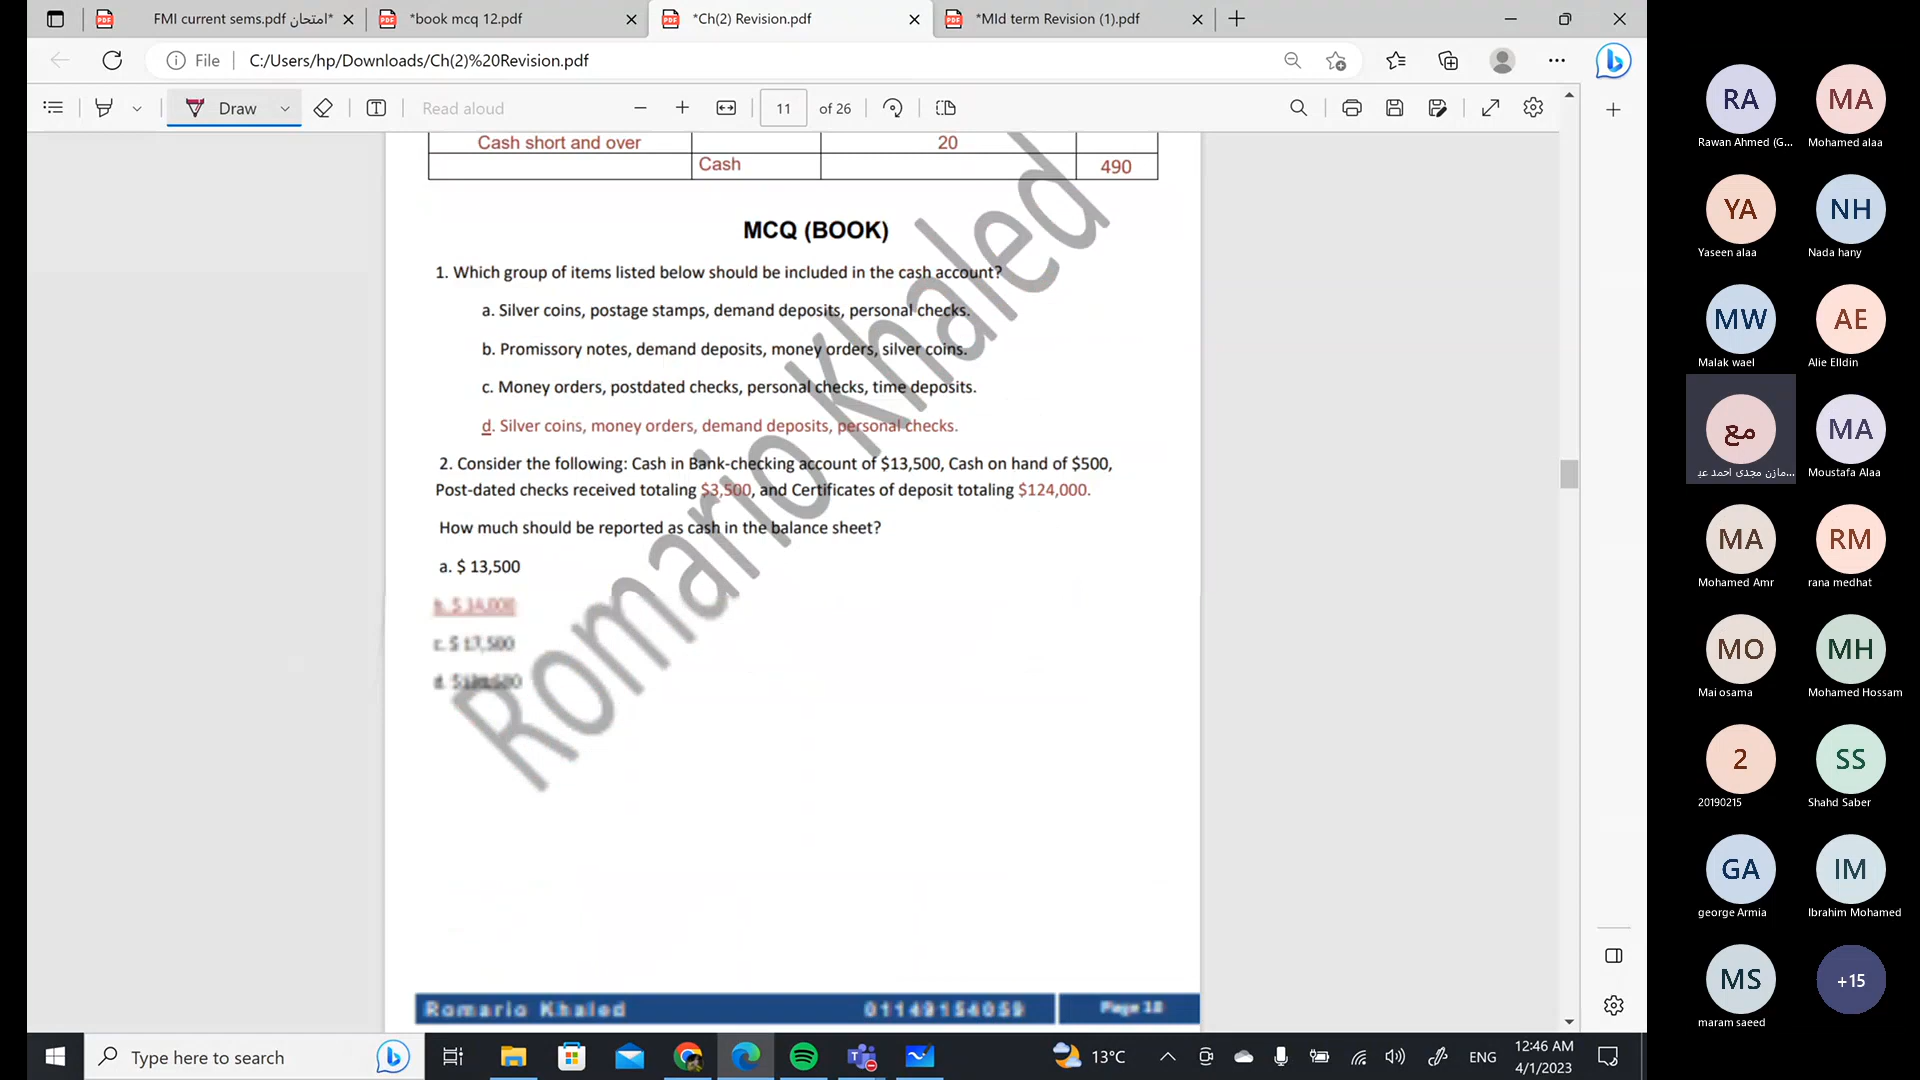 FMI current sems.pdf امتحان*
*book mcq 12.pdf
*Ch(2) Revision.pdf
*MId term Revision (1).pdf
File
C:/Users/hp/Downloads/Ch(2)%20Revision.pdf
Draw
Read aloud
11 of 26
Cash short and over 20
Cash 490
MCQ (BOOK)
1. Which group of items listed below should be included in the cash account?
a. Silver coins, postage stamps, demand deposits, personal checks.
b. Promissory notes, demand deposits, money orders, silver coins.
c. Money orders, postdated checks, personal checks, time deposits.
d. Silver coins, money orders, demand deposits, personal checks.
2. Consider the following: Cash in Bank-checking account of $13,500, Cash on hand of $500,
Post-dated checks received totaling $3,500, and Certificates of deposit totaling $124,000.
How much should be reported as cash in the balance sheet?
a. $ 13,500
b. $ 14,000
c. $ 17,500
d.
Romario Khaled
Romario Khaled 01149154059 Page 18
RA MA
Rawan Ahmed (G... Mohamed alaa
YA NH
Yaseen alaa Nada hany
MW AE
Malak wael Alie Elldin
مع MA
مازن مجدى احمد عبد... Moustafa Alaa
MA RM
Mohamed Amr rana medhat
MO MH
Mai osama Mohamed Hossam
2 SS
20190215 Shahd Saber
GA IM
george Armia Ibrahim Mohamed
MS +15
maram saeed
Type here to search
13°C
ENG
12:46 AM
4/1/2023